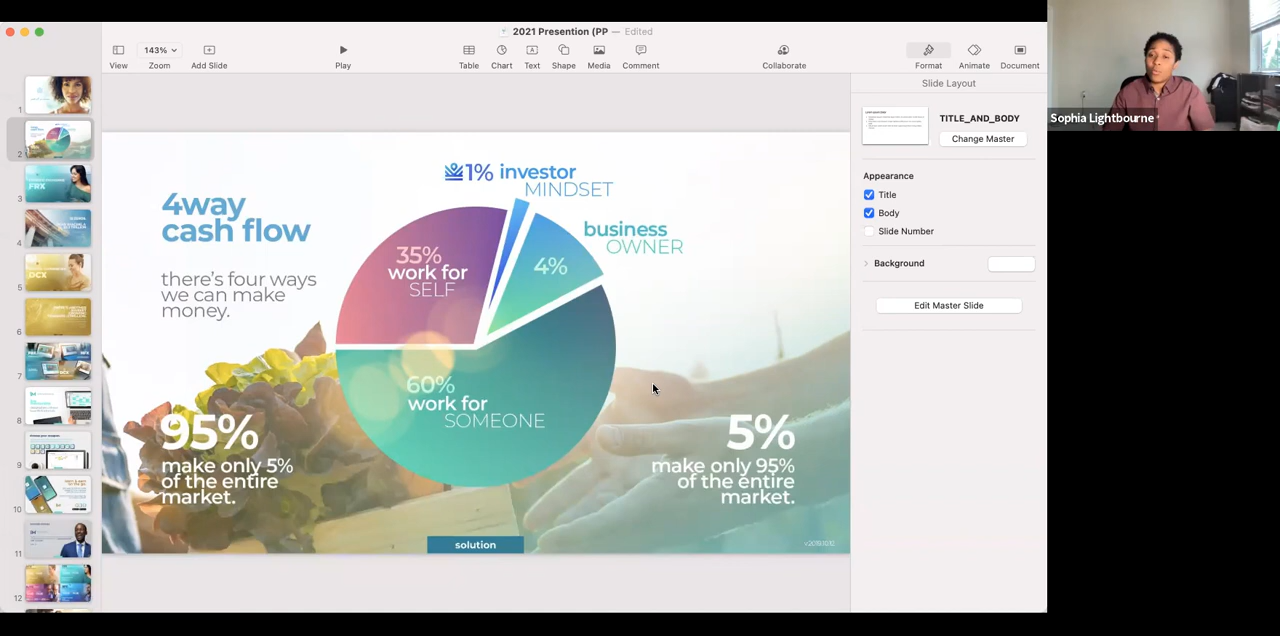 2021 Presention (PP — Edited
View
143%
Zoom
Add Slide
Play
Table
Chart
Text
Shape
Media
Comment
Collaborate
Format
Animate
Document
1
2
3
FRX
4
5
DCX
6
7
8
9
10
11
12
4way
cash flow
there's four ways
we can make
money.
1% investor
MINDSET
business
OWNER
4%
35%
work for
SELF
60%
work for
SOMEONE
95%
make only 5%
of the entire
market.
5%
make only 95%
of the entire
market.
solution
v20191012
Slide Layout
TITLE_AND_BODY
Change Master
Appearance
Title
Body
Slide Number
Background
Edit Master Slide
Sophia Lightbourne